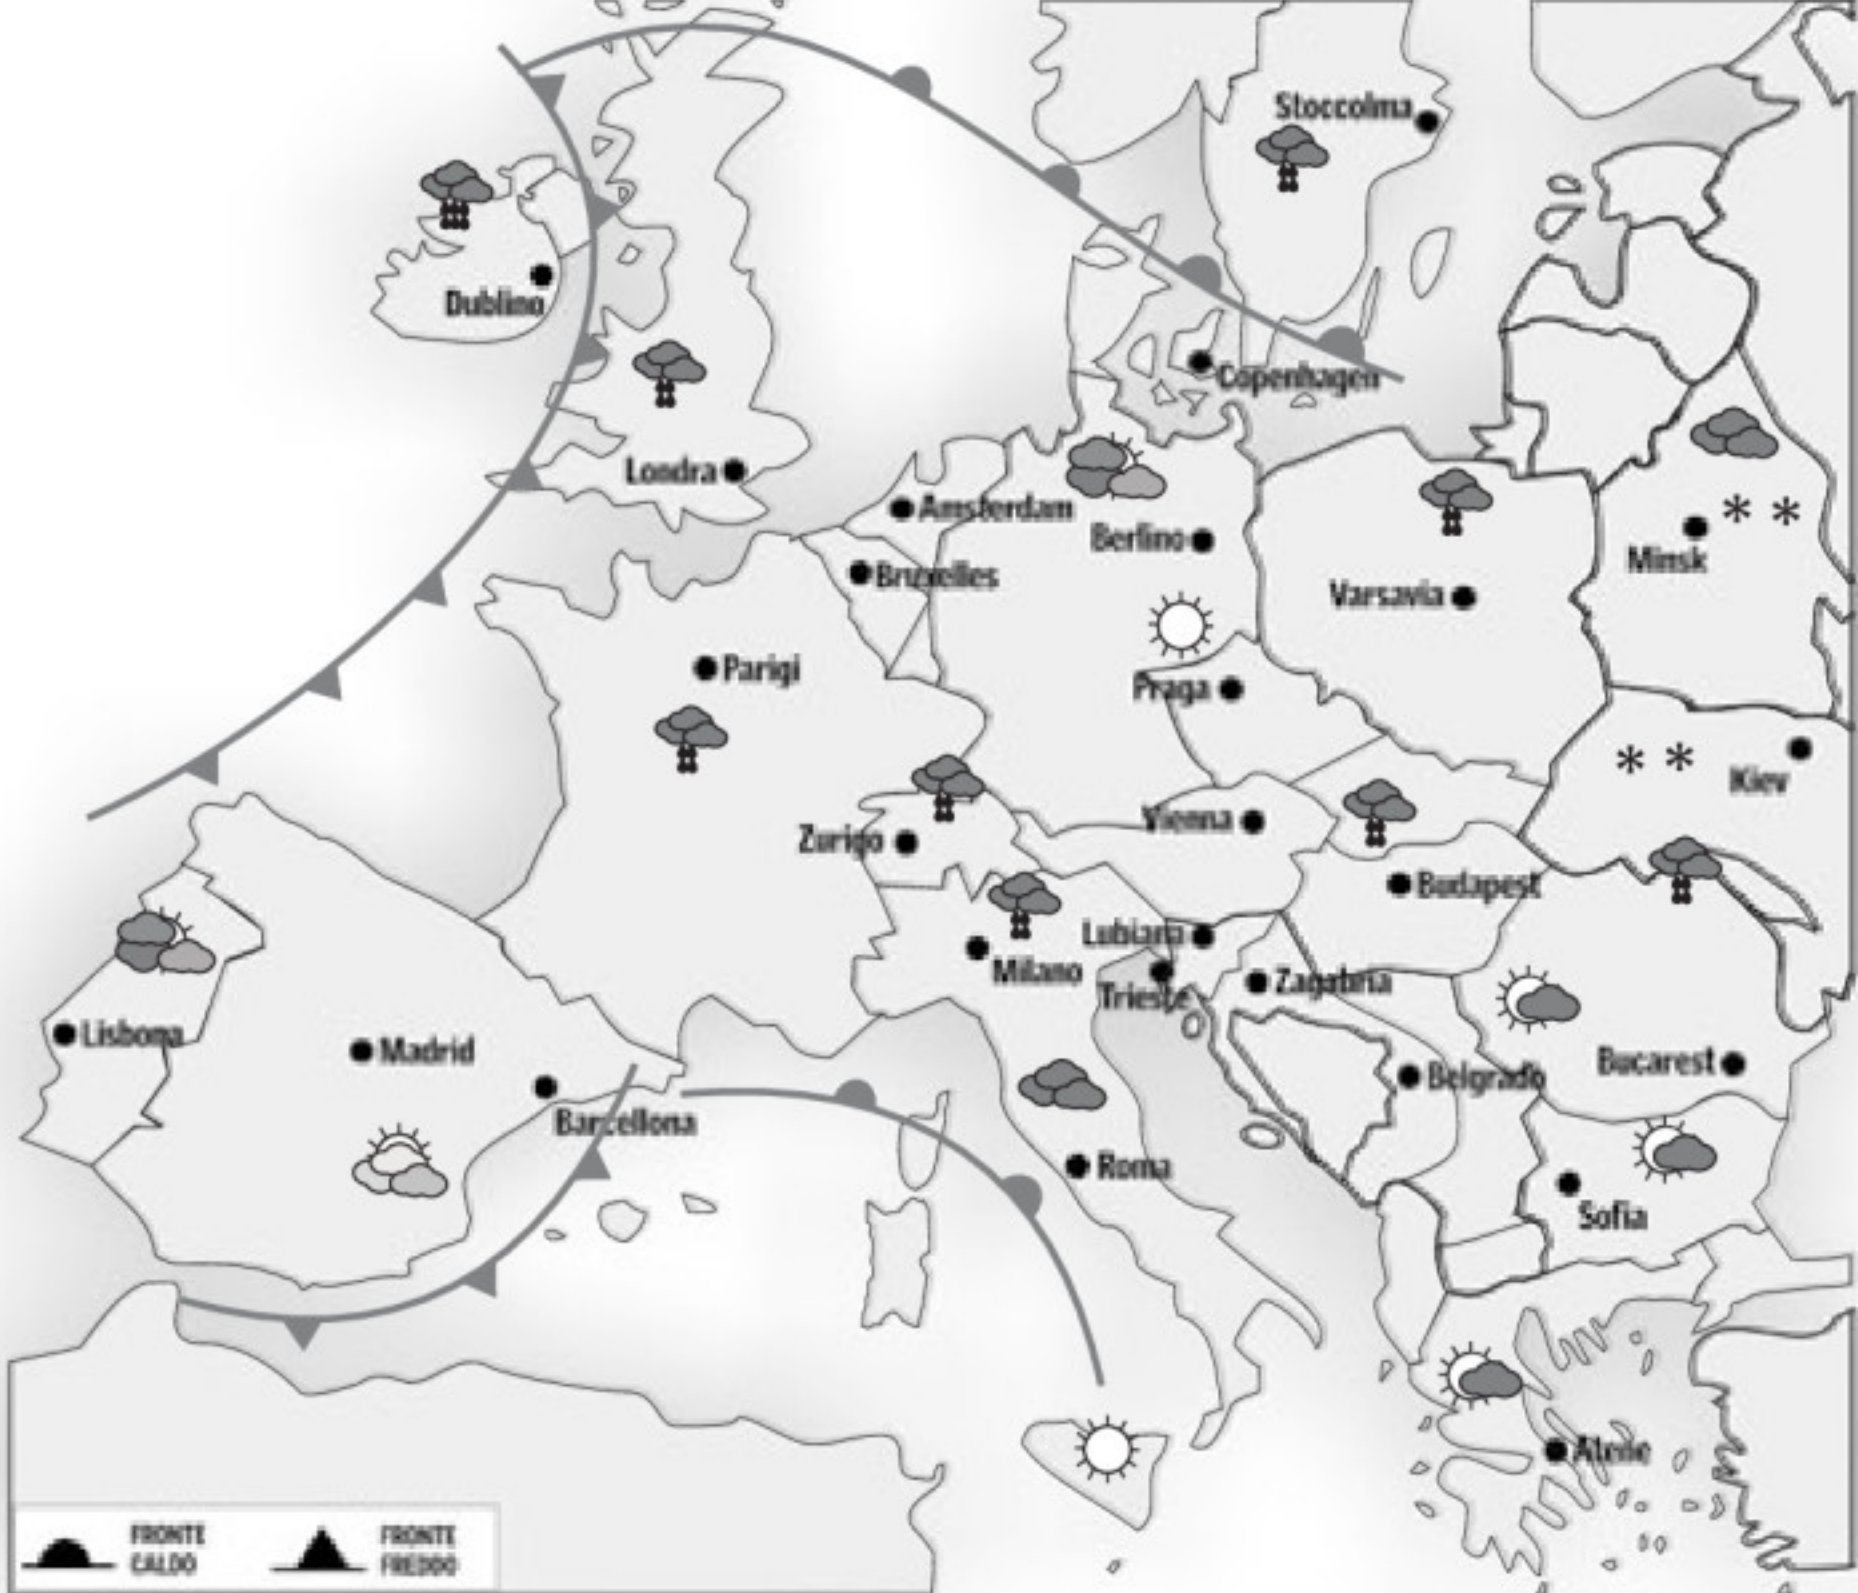 Stoccolma
Dublino
Copenhagen
Londra
Amsterdam
Berlino
Bruxelles
Minsk
Varsavia
Parigi
Praga
Kiev
Vienna
Zurigo
Budapest
Lubiana
Milano
Trieste
Zagabria
Lisbona
Madrid
Bucarest
Belgrado
Barcellona
Roma
Sofia
Atene
FRONTE
CALDO
FRONTE
FREDDO